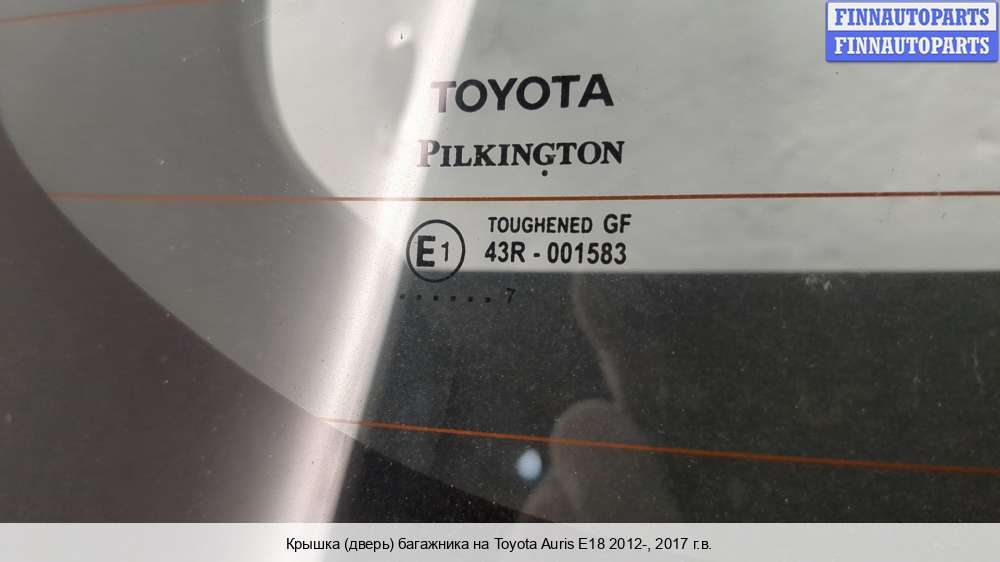 FINNAUTOPARTS
FINNAUTOPARTS
TOYOTA
PILKINGTON
E1
TOUGHENED GF
43R - 001583
.......7
Крышка (дверь) багажника на Toyota Auris E18 2012-, 2017 г.в.